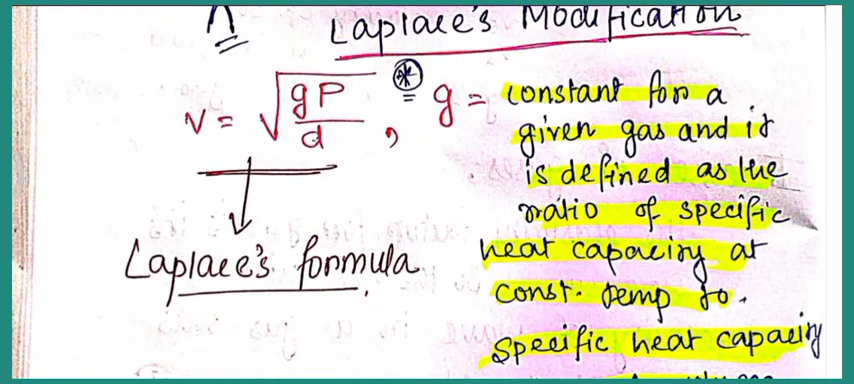 Laplace's Modification
v = √gP/d , * g = constant for a
given gas and it
is defined as the
ratio of specific
heat capacity at
const. temp to.
specific heat capacity
Laplace's formula